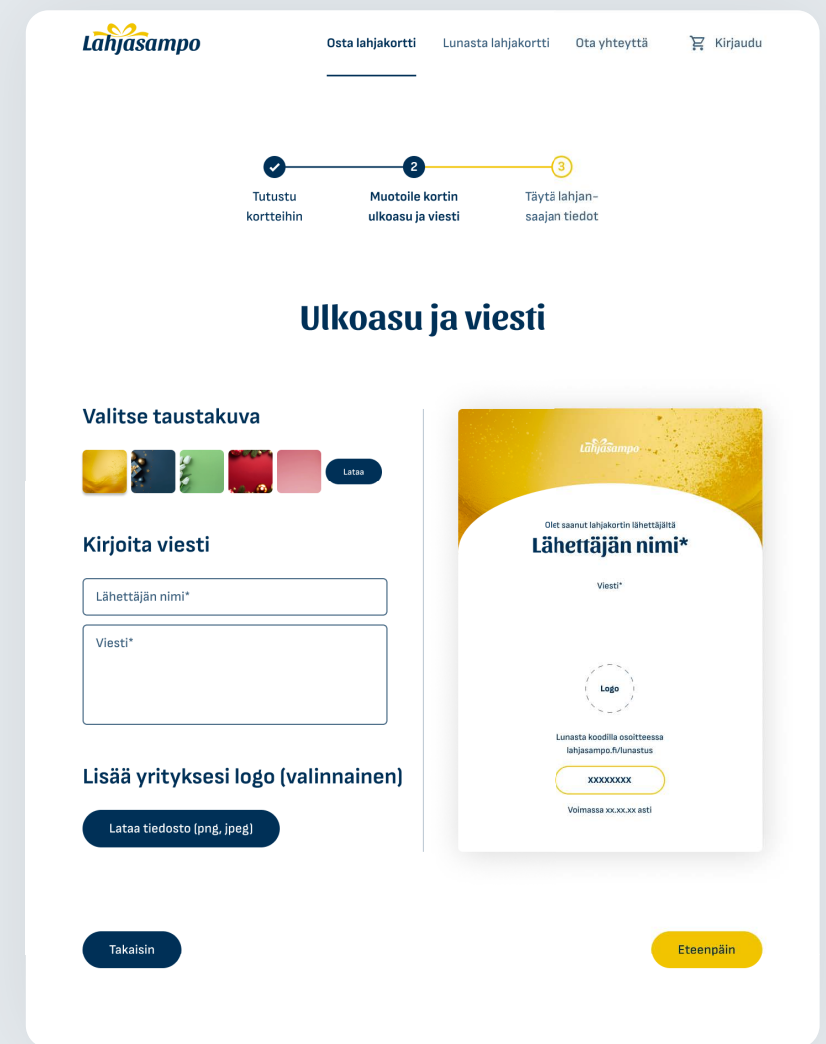 Lahjasampo
Osta lahjakortti
Lunasta lahjakortti
Ota yhteyttä
Kirjaudu
2
3
Tutustu
kortteihin
Muotoile kortin
ulkoasu ja viesti
Täytä lahjan-
saajan tiedot
Ulkoasu ja viesti
Valitse taustakuva
Lataa
Kirjoita viesti
Lähettäjän nimi*
Viesti*
Lisää yrityksesi logo (valinnainen)
Lataa tiedosto (png, jpeg)
Lahjasampo
Olet saanut lahjakortin lähettäjältä
Lähettäjän nimi*
Viesti*
Logo
Lunasta koodilla osoitteessa
lahjasampo.fi/lunastus
XXXXXXXX
Voimassa xx.xx.xx asti
Takaisin
Eteenpäin